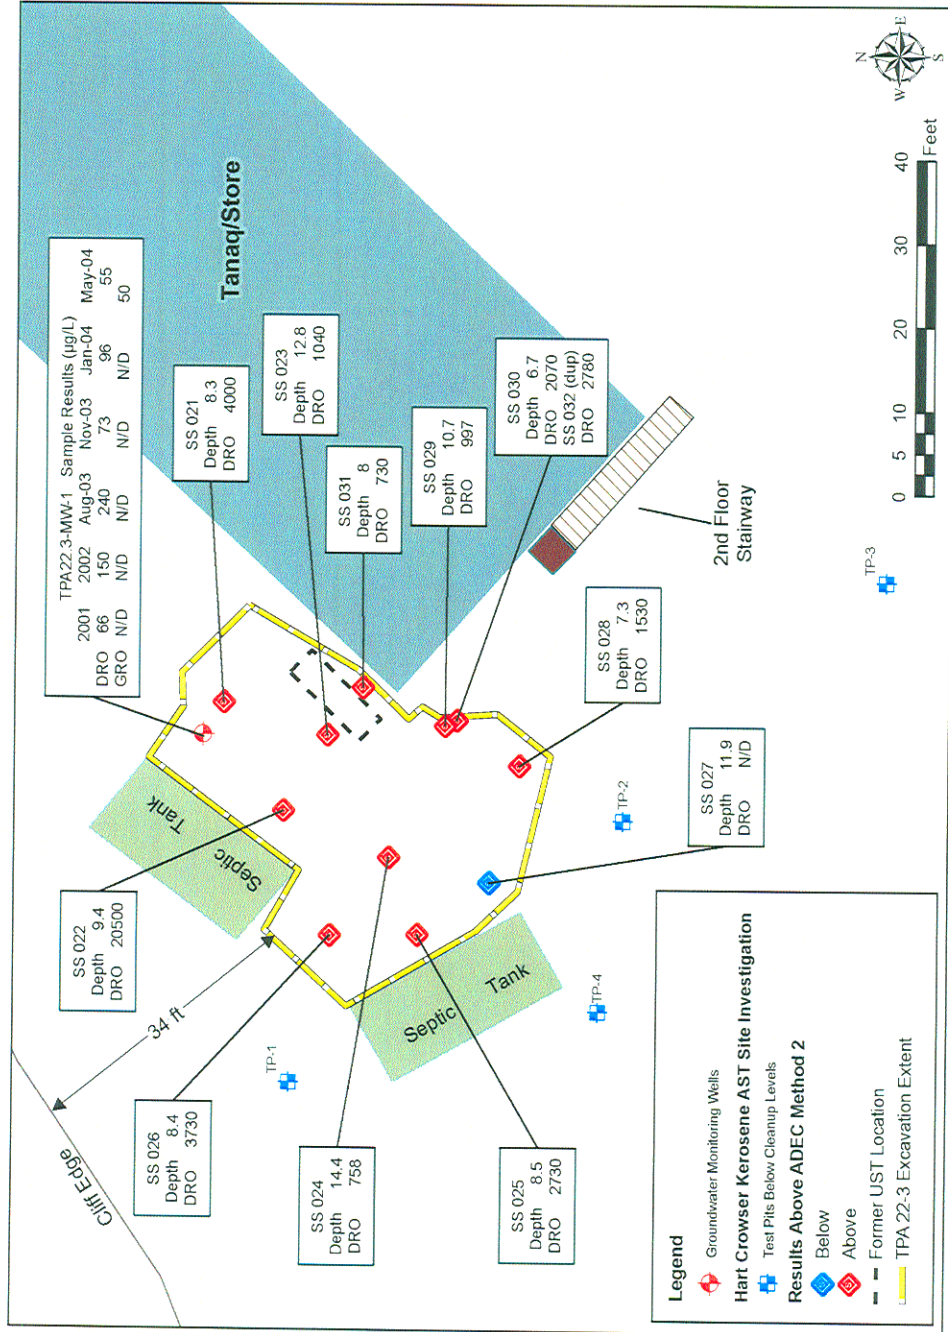 TPA22.3-MW-1 Sample Results (µg/L)
2001 2002 Aug-03 Nov-03 Jan-04 May-04
DRO 66 150 240 73 96 55
GRO N/D N/D N/D N/D N/D 50
Tanaq/Store
SS 021
Depth 8.3
DRO 4000
SS 023
Depth 12.8
DRO 1040
SS 031
Depth 8
DRO 730
SS 029
Depth 10.7
DRO 997
SS 030
Depth 6.7
DRO 2070
SS 032 (dup)
DRO 2780
2nd Floor
Stairway
SS 028
Depth 7.3
DRO 1530
SS 027
Depth 11.9
DRO N/D
SS 022
Depth 9.4
DRO 20500
SS 026
Depth 8.4
DRO 3730
SS 024
Depth 14.4
DRO 758
SS 025
Depth 8.5
DRO 2730
Septic Tank
Septic Tank
34 ft
Cliff Edge
TP-1
TP-2
TP-3
TP-4
Legend
Groundwater Monitoring Wells
Hart Crowser Kerosene AST Site Investigation
Test Pits Below Cleanup Levels
Results Above ADEC Method 2
Below
Above
Former UST Location
TPA 22-3 Excavation Extent
0 5 10 20 30 40
Feet
N
W E
S